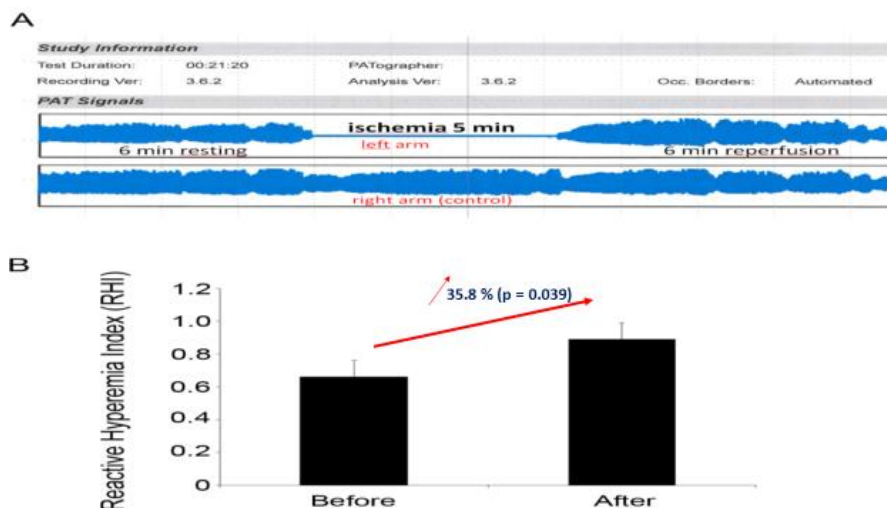 A
Study Information
Test Duration: 00:21:20 PATographer:
Recording Ver: 3.6.2 Analysis Ver: 3.6.2 Occ. Borders: Automated
PAT Signals
ischemia 5 min
6 min resting left arm 6 min reperfusion
right arm (control)
B
Reactive Hyperemia Index (RHI)
35.8 % (p = 0.039)
1.2
1.0
0.8
0.6
0.4
0.2
0
Before After